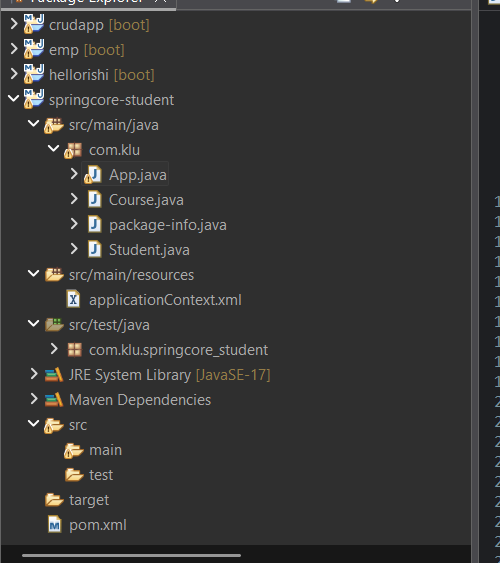 Package Explorer
crudapp [boot]
emp [boot]
hellorishi [boot]
springcore-student
src/main/java
com.klu
App.java
Course.java
package-info.java
Student.java
src/main/resources
applicationContext.xml
src/test/java
com.klu.springcore_student
JRE System Library [JavaSE-17]
Maven Dependencies
src
main
test
target
pom.xml